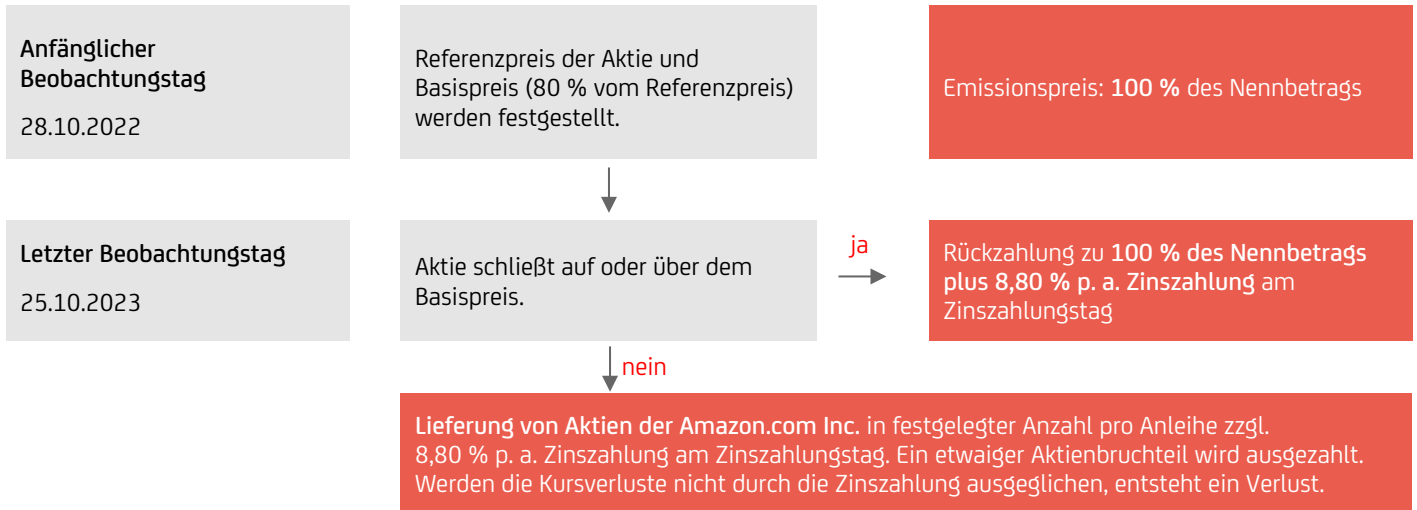 Anfänglicher
Beobachtungstag
28.10.2022
Referenzpreis der Aktie und
Basispreis (80 % vom Referenzpreis)
werden festgestellt.
Emissionspreis: 100 % des Nennbetrags
Letzter Beobachtungstag
25.10.2023
Aktie schließt auf oder über dem
Basispreis.
ja
Rückzahlung zu 100 % des Nennbetrags
plus 8,80 % p. a. Zinszahlung am
Zinszahlungstag
nein
Lieferung von Aktien der Amazon.com Inc. in festgelegter Anzahl pro Anleihe zzgl.
8,80 % p. a. Zinszahlung am Zinszahlungstag. Ein etwaiger Aktienbruchteil wird ausgezahlt.
Werden die Kursverluste nicht durch die Zinszahlung ausgeglichen, entsteht ein Verlust.